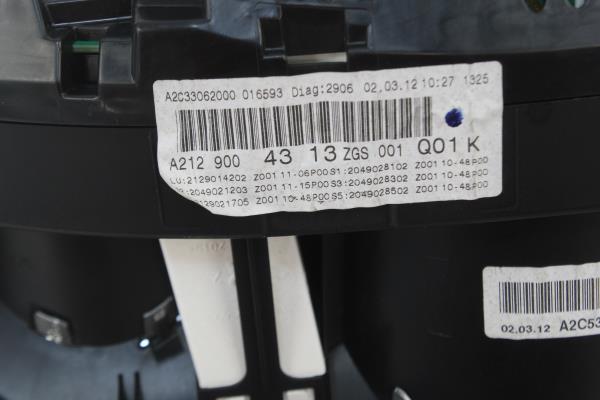 A2C33062000 016593 Diag:2906 02.03.12 10:27 1325
A212 900 43 13 ZGS 001 Q01 K
LU:2129014202 Z001 11-06P00 S1:2049028102 Z001 10-48P00
:2049021203 Z001 11-15P00 S3:2049028302 Z001 10-48P00
2129021705 Z001 10-48P00 S5:2049028502 Z001 10-48P00
02.03.12 A2C53